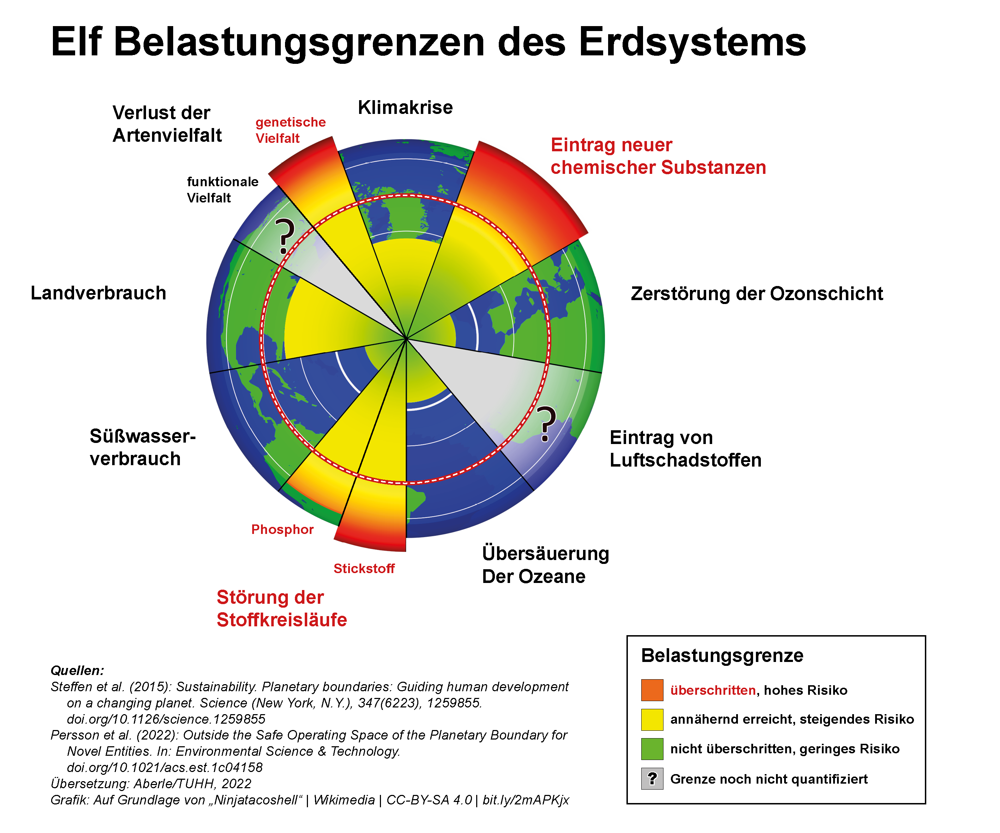 Elf Belastungsgrenzen des Erdsystems
Klimakrise
Verlust der
Artenvielfalt
genetische
Vielfalt
funktionale
Vielfalt
Eintrag neuer
chemischer Substanzen
Landverbrauch
Zerstörung der Ozonschicht
?
?
Süßwasser-
verbrauch
Eintrag von
Luftschadstoffen
Phosphor
Stickstoff
Übersäuerung
Der Ozeane
Störung der
Stoffkreisläufe
Belastungsgrenze
überschritten, hohes Risiko
annähernd erreicht, steigendes Risiko
nicht überschritten, geringes Risiko
? Grenze noch nicht quantifiziert
Quellen:
Steffen et al. (2015): Sustainability. Planetary boundaries: Guiding human development
on a changing planet. Science (New York, N.Y.), 347(6223), 1259855.
doi.org/10.1126/science.1259855
Persson et al. (2022): Outside the Safe Operating Space of the Planetary Boundary for
Novel Entities. In: Environmental Science & Technology.
doi.org/10.1021/acs.est.1c04158
Übersetzung: Aberle/TUHH, 2022
Grafik: Auf Grundlage von „Ninjatacoshell“ | Wikimedia | CC-BY-SA 4.0 | bit.ly/2mAPKjx